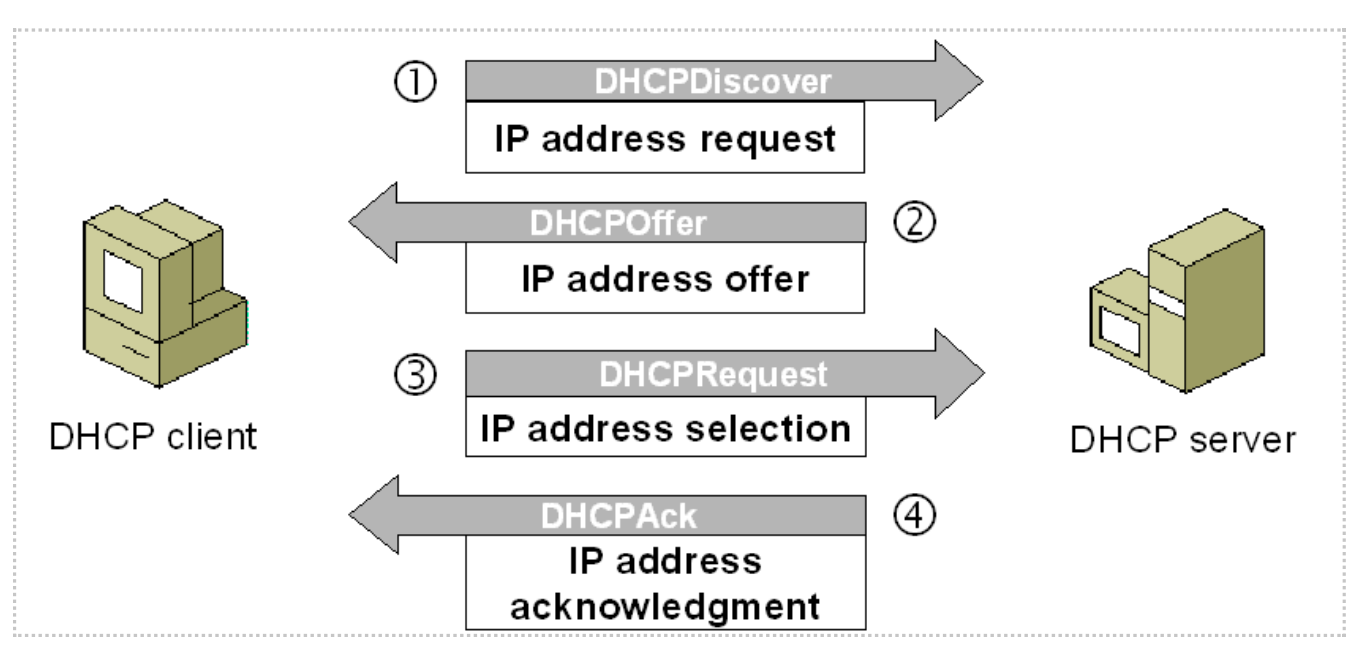 ①
DHCPDiscover
IP address request
DHCPOffer
②
IP address offer
③
DHCPRequest
IP address selection
DHCP client
DHCP server
DHCPAck
④
IP address
acknowledgment